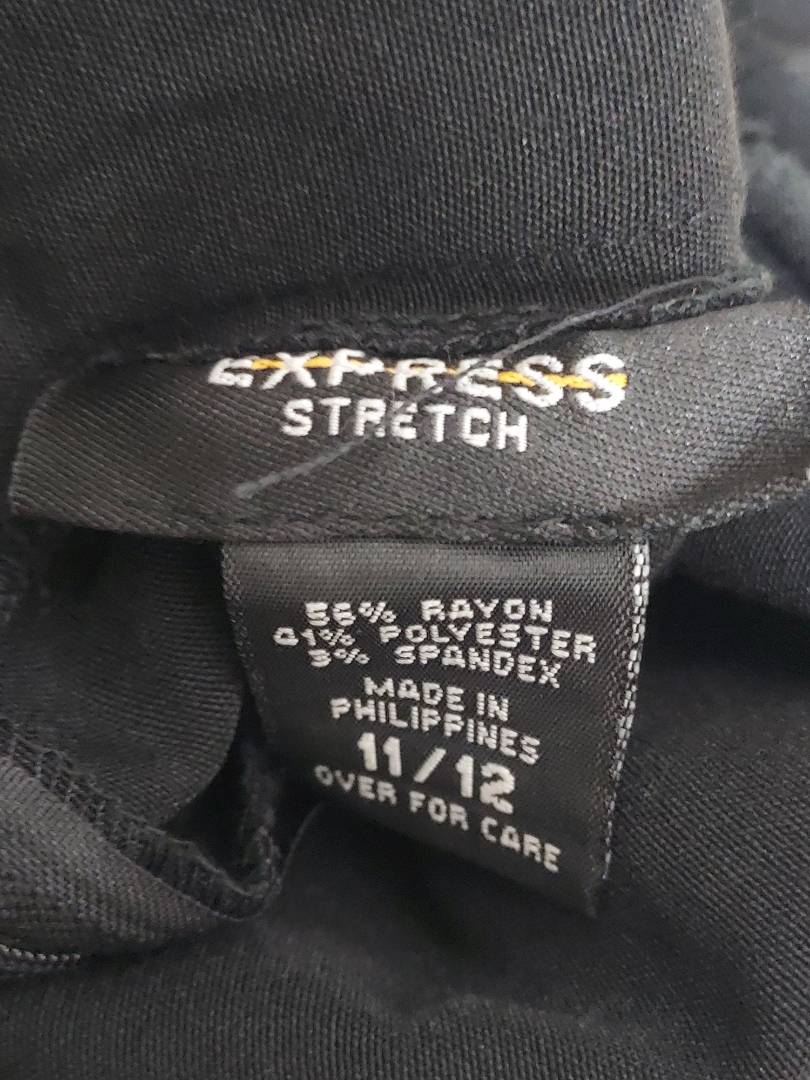 EXPRESS
STRETCH
56% RAYON
41% POLYESTER
3% SPANDEX
MADE IN
PHILIPPINES
11/12
OVER FOR CARE